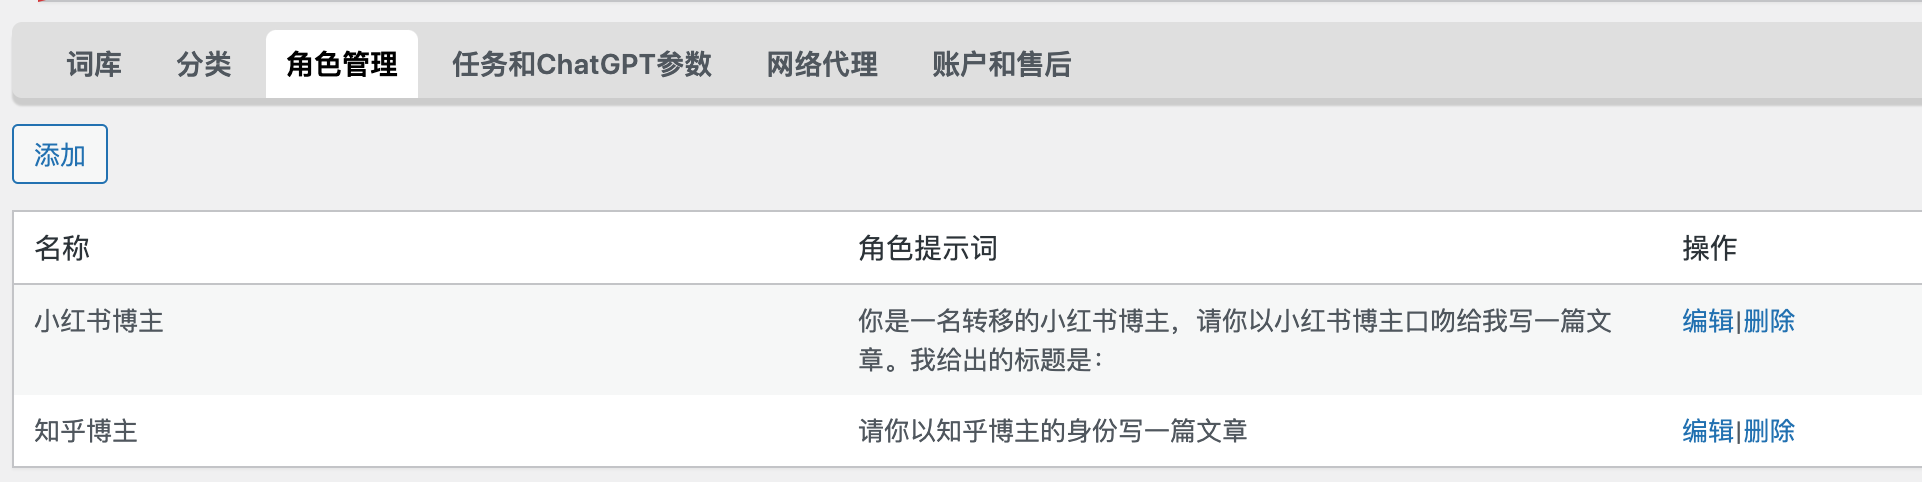 词库 分类 角色管理 任务和ChatGPT参数 网络代理 账户和售后
添加
名称 角色提示词 操作
小红书博主 你是一名转移的小红书博主，请你以小红书博主口吻给我写一篇文 编辑|删除
章。我给出的标题是：
知乎博主 请你以知乎博主的身份写一篇文章 编辑|删除